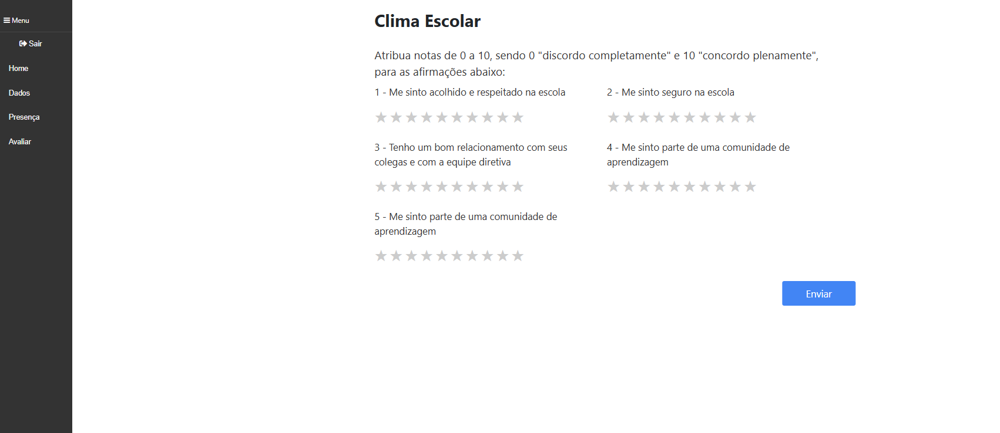 Menu
Sair
Home
Dados
Presença
Avaliar
Clima Escolar
Atribua notas de 0 a 10, sendo 0 "discordo completamente" e 10 "concordo plenamente",
para as afirmações abaixo:
1 - Me sinto acolhido e respeitado na escola
2 - Me sinto seguro na escola
3 - Tenho um bom relacionamento com seus
colegas e com a equipe diretiva
4 - Me sinto parte de uma comunidade de
aprendizagem
5 - Me sinto parte de uma comunidade de
aprendizagem
Enviar